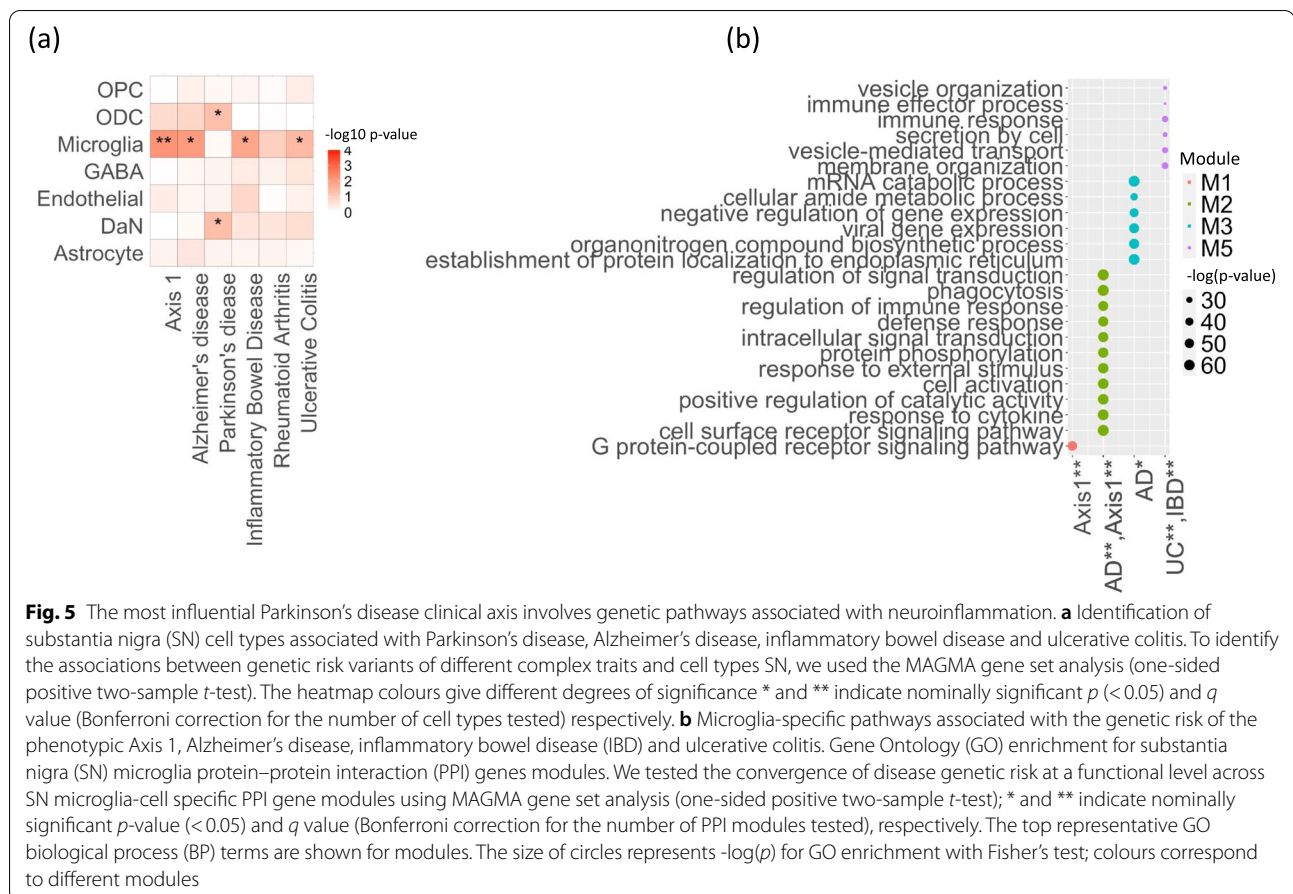 (a)
OPC
ODC
Microglia
GABA
Endothelial
DaN
Astrocyte
*
** * * *
*
-log10 p-value
4
3
2
1
0
Axis 1
Alzheimer's disease
Parkinson's diease
Inflammatory Bowel Disease
Rheumatoid Arthritis
Ulcerative Colitis
(b)
vesicle organization
immune effector process
immune response
secretion by cell
vesicle-mediated transport
membrane organization
mRNA catabolic process
cellular amide metabolic process
negative regulation of gene expression
viral gene expression
organonitrogen compound biosynthetic process
establishment of protein localization to endoplasmic reticulum
regulation of signal transduction
phagocytosis
regulation of immune response
defense response
intracellular signal transduction
protein phosphorylation
response to external stimulus
cell activation
positive regulation of catalytic activity
response to cytokine
cell surface receptor signaling pathway
G protein-coupled receptor signaling pathway
Axis1**
AD**,Axis1**
AD*
UC**,IBD**
Module
M1
M2
M3
M5
-log(p-value)
30
40
50
60
Fig. 5 The most influential Parkinson's disease clinical axis involves genetic pathways associated with neuroinflammation. a Identification of
substantia nigra (SN) cell types associated with Parkinson's disease, Alzheimer's disease, inflammatory bowel disease and ulcerative colitis. To identify
the associations between genetic risk variants of different complex traits and cell types SN, we used the MAGMA gene set analysis (one-sided
positive two-sample t-test). The heatmap colours give different degrees of significance * and ** indicate nominally significant p (< 0.05) and q
value (Bonferroni correction for the number of cell types tested) respectively. b Microglia-specific pathways associated with the genetic risk of the
phenotypic Axis 1, Alzheimer's disease, inflammatory bowel disease (IBD) and ulcerative colitis. Gene Ontology (GO) enrichment for substantia
nigra (SN) microglia protein–protein interaction (PPI) genes modules. We tested the convergence of disease genetic risk at a functional level across
SN microglia-cell specific PPI gene modules using MAGMA gene set analysis (one-sided positive two-sample t-test); * and ** indicate nominally
significant p-value (< 0.05) and q value (Bonferroni correction for the number of PPI modules tested), respectively. The top representative GO
biological process (BP) terms are shown for modules. The size of circles represents -log(p) for GO enrichment with Fisher's test; colours correspond
to different modules